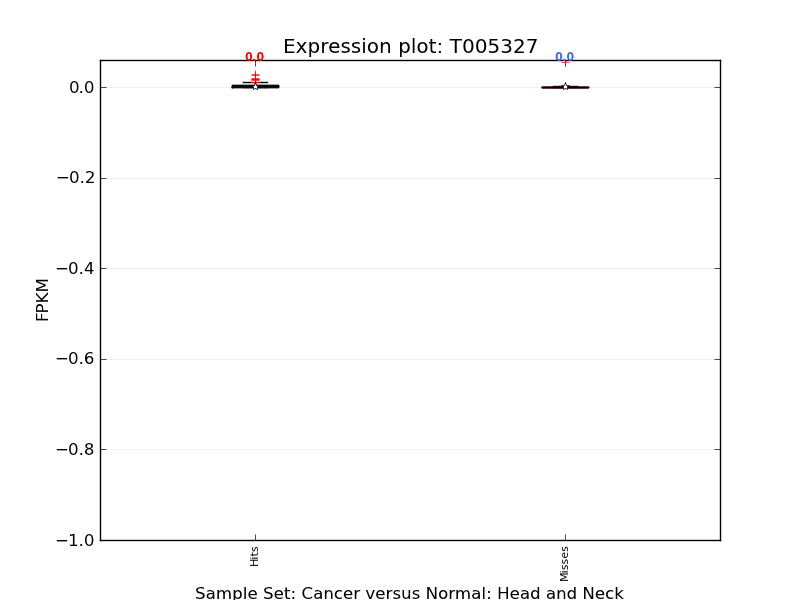 Expression plot: T005327
0.0
0.0
0.0
−0.2
−0.4
−0.6
−0.8
−1.0
FPKM
Hits
Misses
Sample Set: Cancer versus Normal: Head and Neck